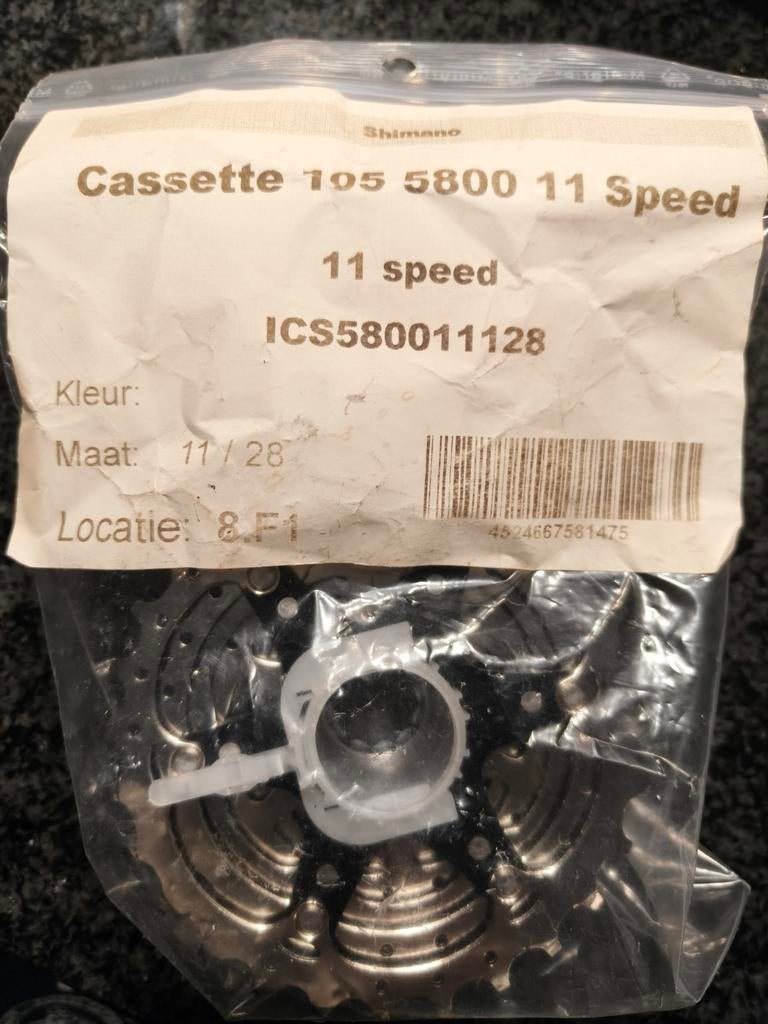 Shimano
Cassette 105 5800 11 Speed
11 speed
ICS580011128
Kleur:
Maat: 11 / 28
Locatie: 8.F1
4524667581475